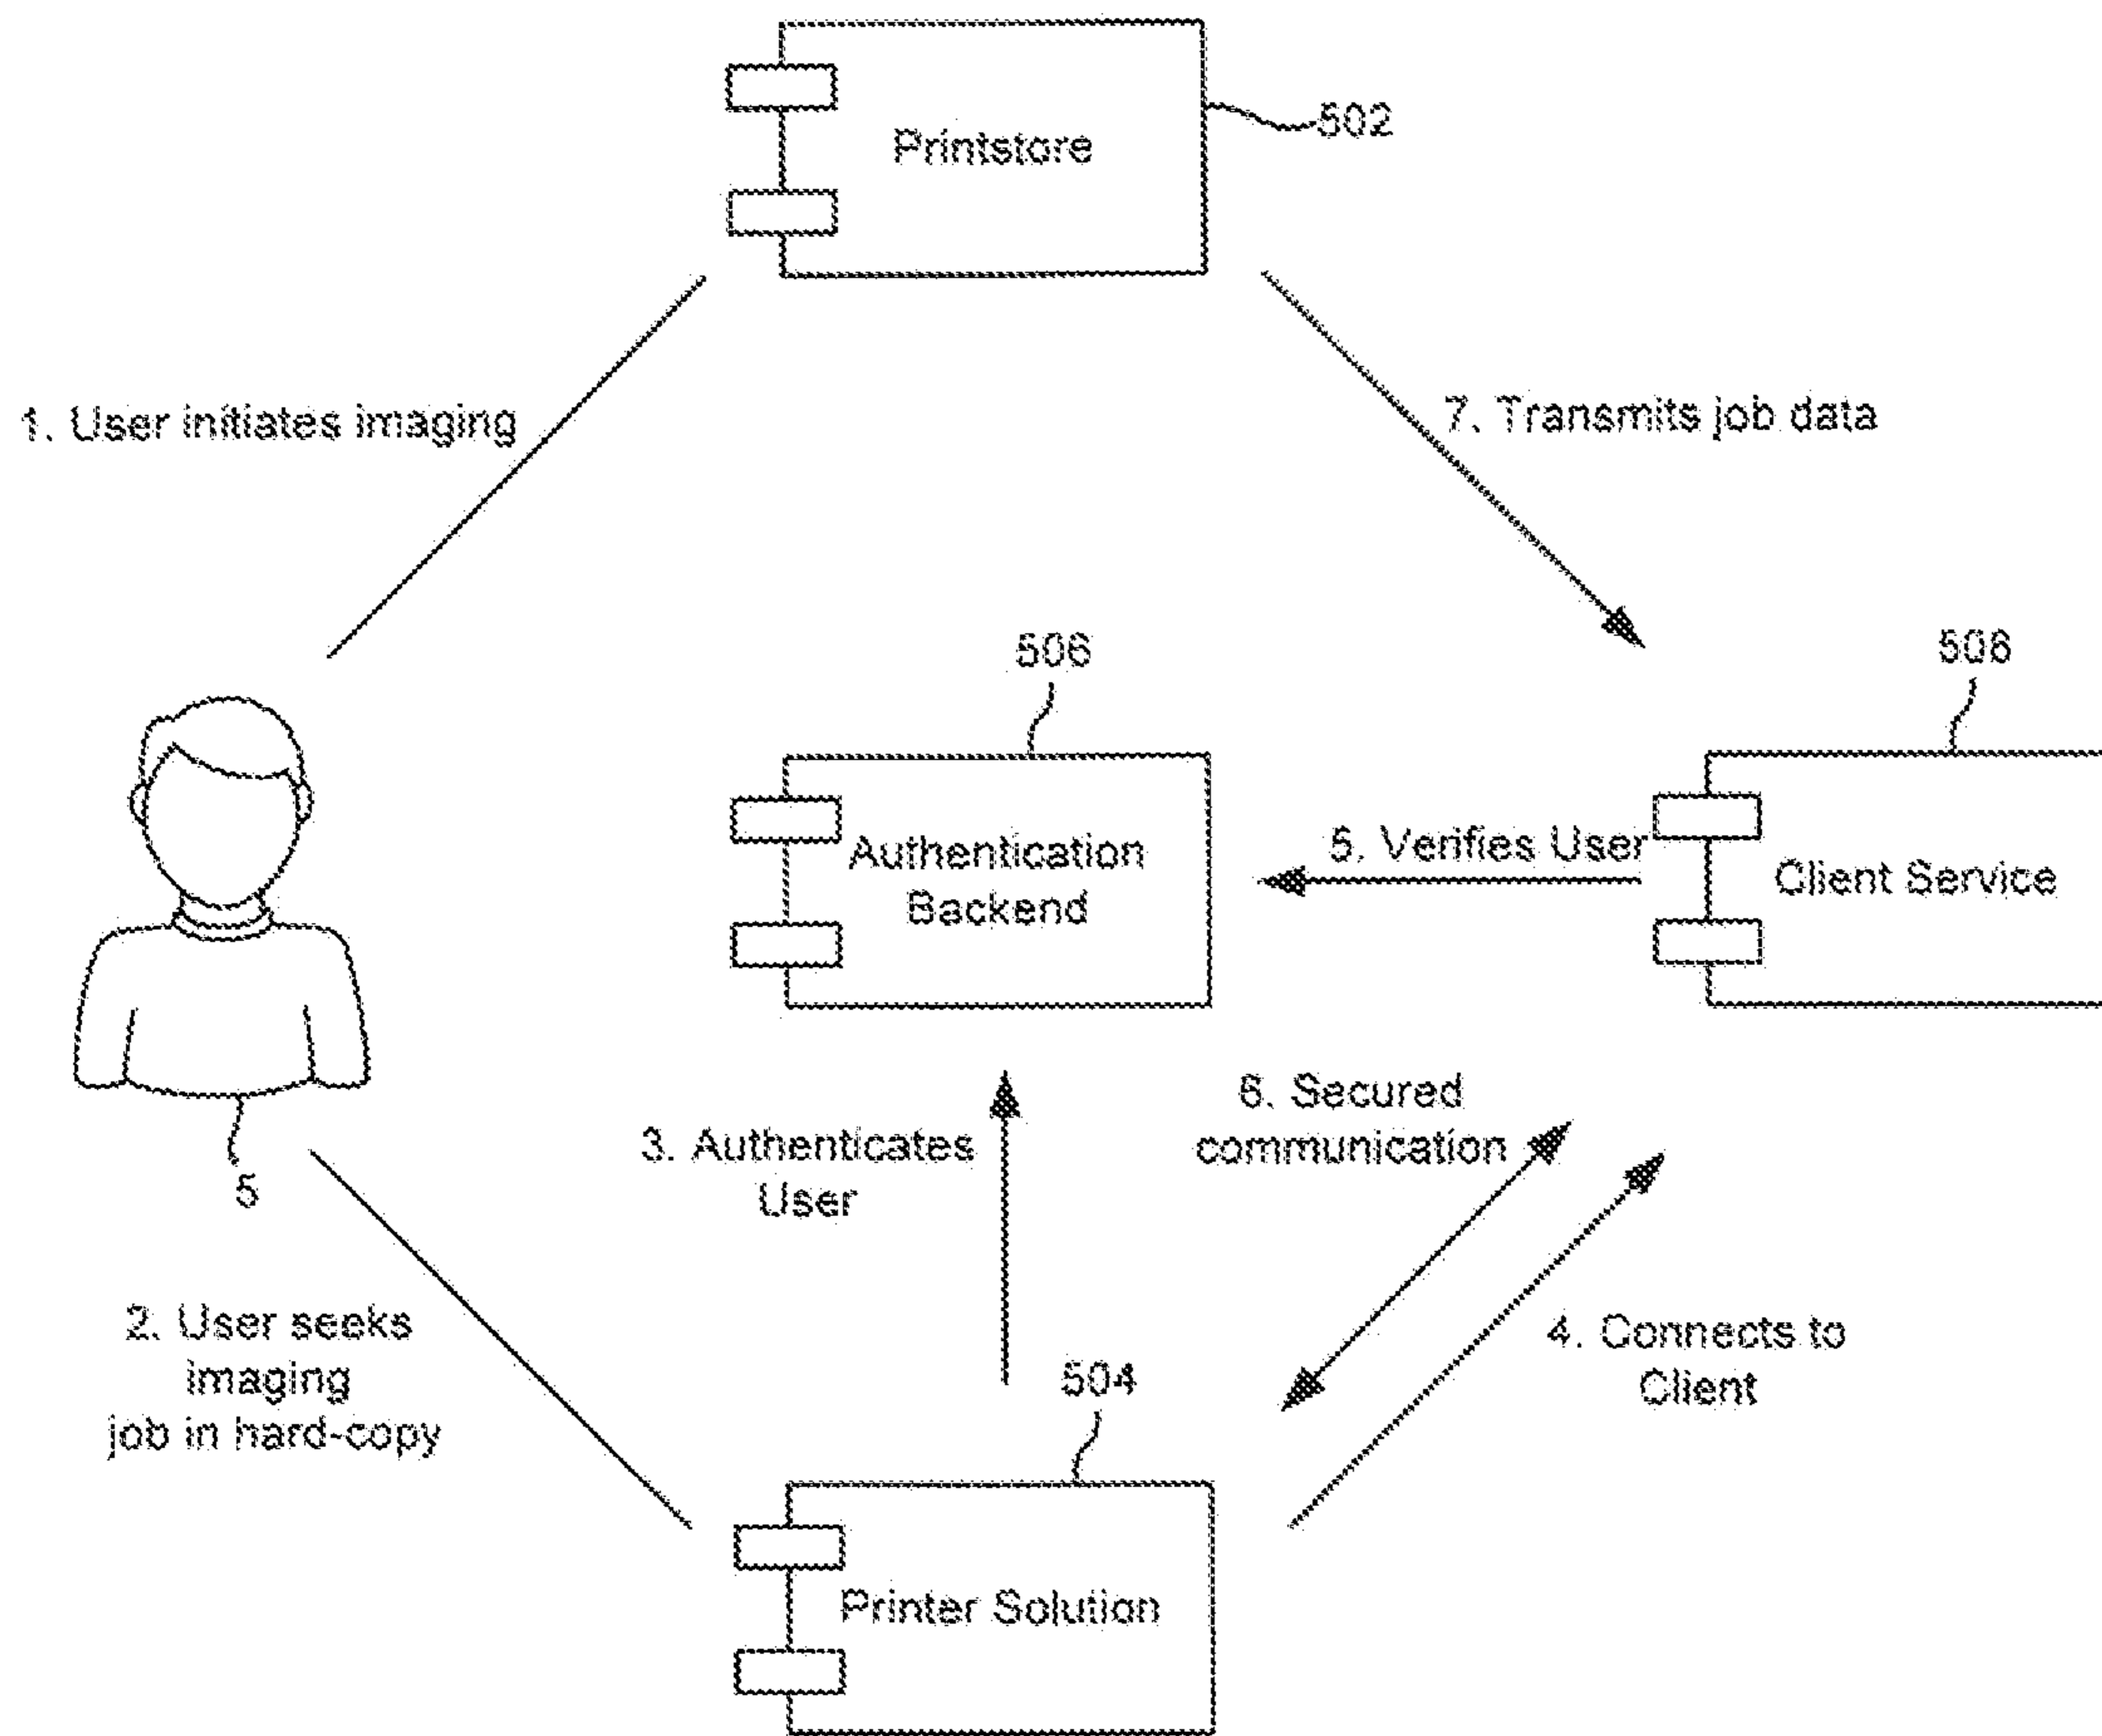 Printstore
502
1. User initiates imaging
7. Transmits job data
506
508
Authentication
Backend
5. Verifies User
Client Service
5
3. Authenticates
User
6. Secured
communication
2. User seeks
imaging
job in hard-copy
504
4. Connects to
Client
Printer Solution